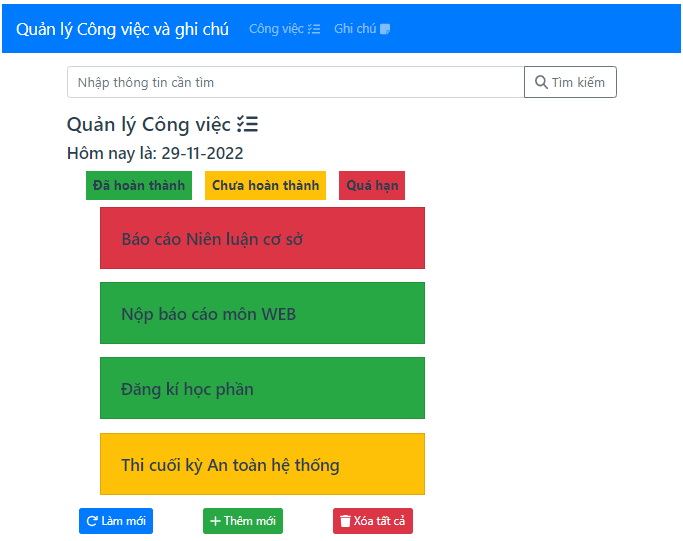 Quản lý Công việc và ghi chú Công việc Ghi chú
Nhập thông tin cần tìm Tìm kiếm
Quản lý Công việc
Hôm nay là: 29-11-2022
Đã hoàn thành Chưa hoàn thành Quá hạn
Báo cáo Niên luận cơ sở
Nộp báo cáo môn WEB
Đăng kí học phần
Thi cuối kỳ An toàn hệ thống
Làm mới Thêm mới Xóa tất cả